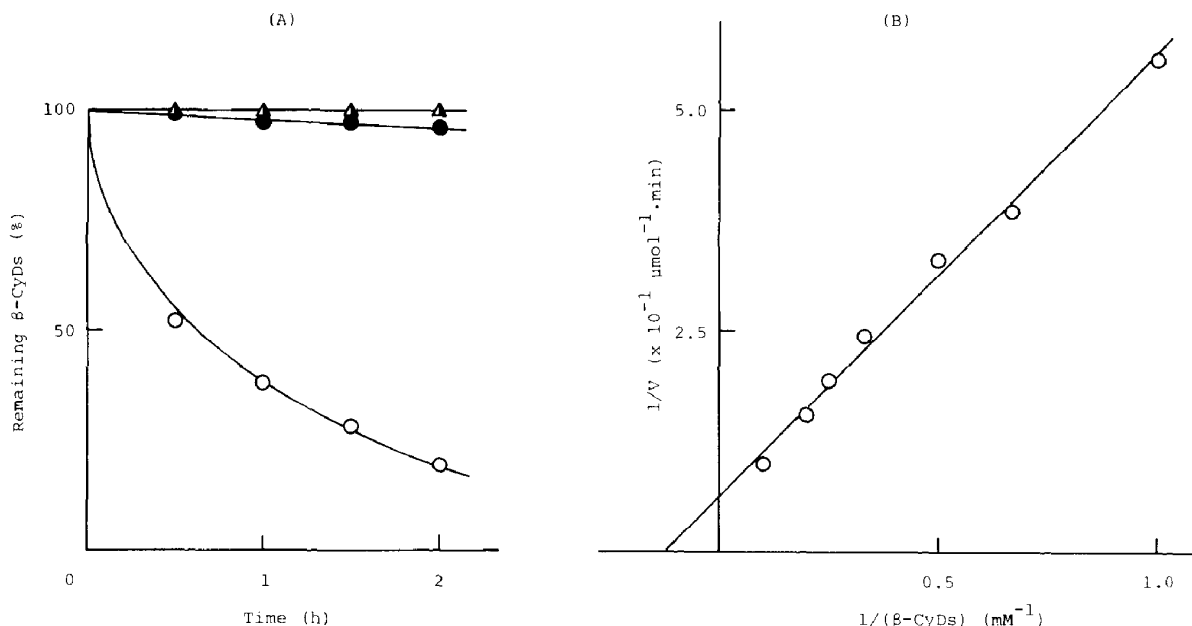 (A)
100
50
0
1
2
Remaining β-CyDs (%)
Time (h)
(B)
5.0
2.5
0.5
1.0
1/V (x 10⁻¹ μmol⁻¹.min)
1/(β-CyDs) (mM⁻¹)